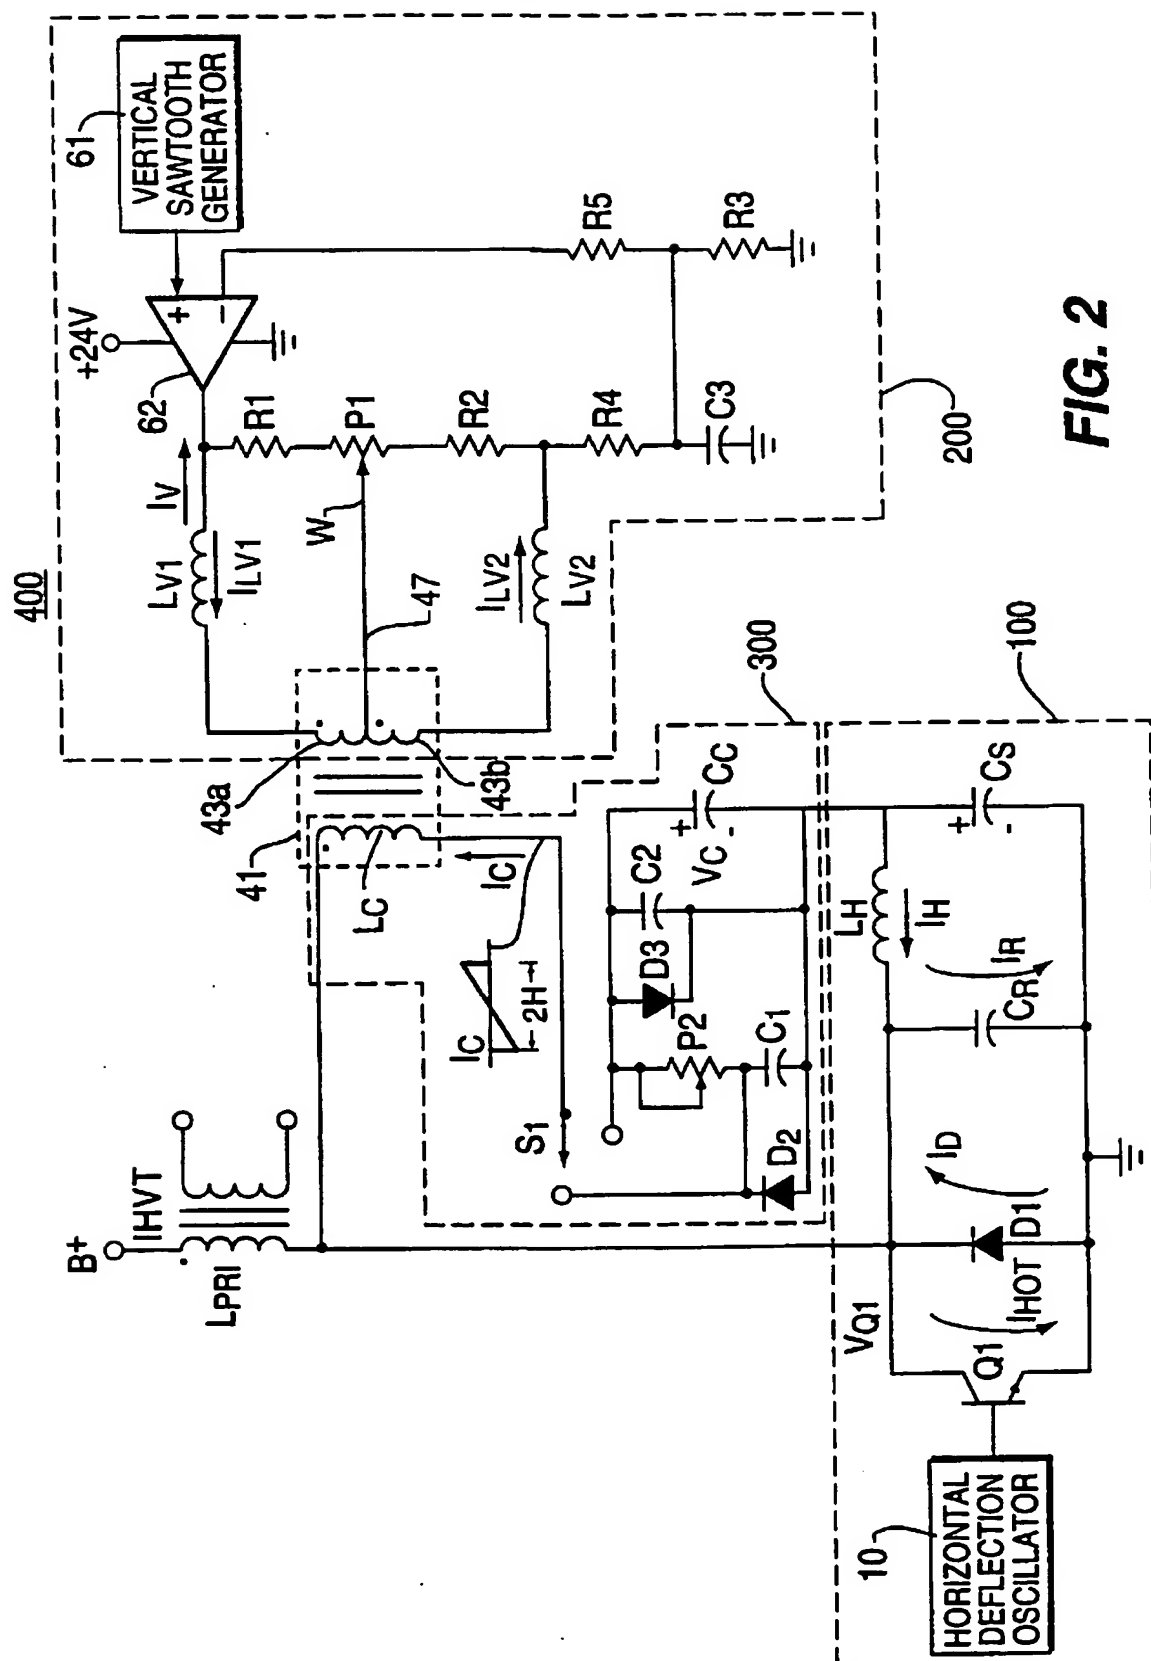 400
61
VERTICAL
SAWTOOTH
GENERATOR
+24V
+
−
62
IV
LV1
ILV1
R1
P1
R2
R4
R5
R3
C3
W
47
ILV2
LV2
200
43a
43b
41
LC
IC
IC
2H
S1
300
P2
D3
C2
CC
+
VC
-
C1
D2
B+
IHVT
LPRI
100
VQ1
LH
IH
CS
+
-
IR
CR
ID
D1
IHOT
Q1
10
HORIZONTAL
DEFLECTION
OSCILLATOR
FIG. 2